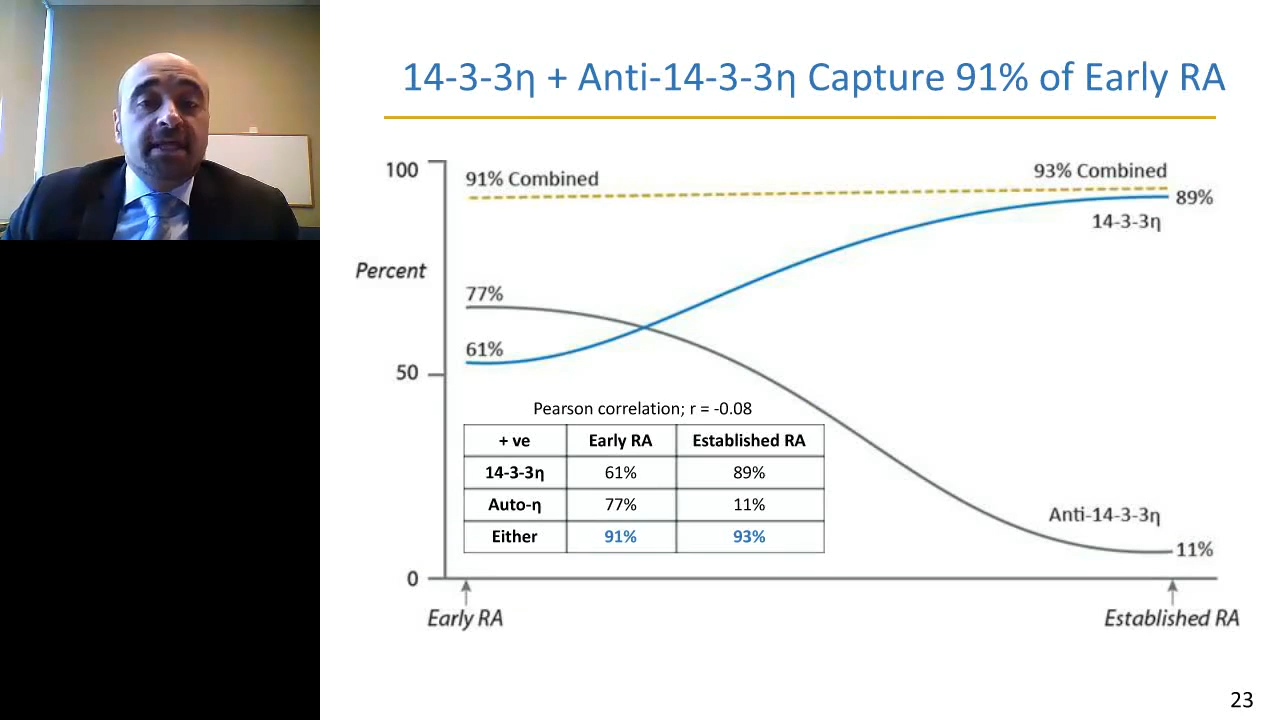 14-3-3η + Anti-14-3-3η Capture 91% of Early RA
100
91% Combined
93% Combined
89%
14-3-3η
Percent
77%
61%
50
Pearson correlation; r = -0.08
+ ve Early RA Established RA
14-3-3η 61% 89%
Auto-η 77% 11%
Either 91% 93%
Anti-14-3-3η
11%
0
Early RA
Established RA
23